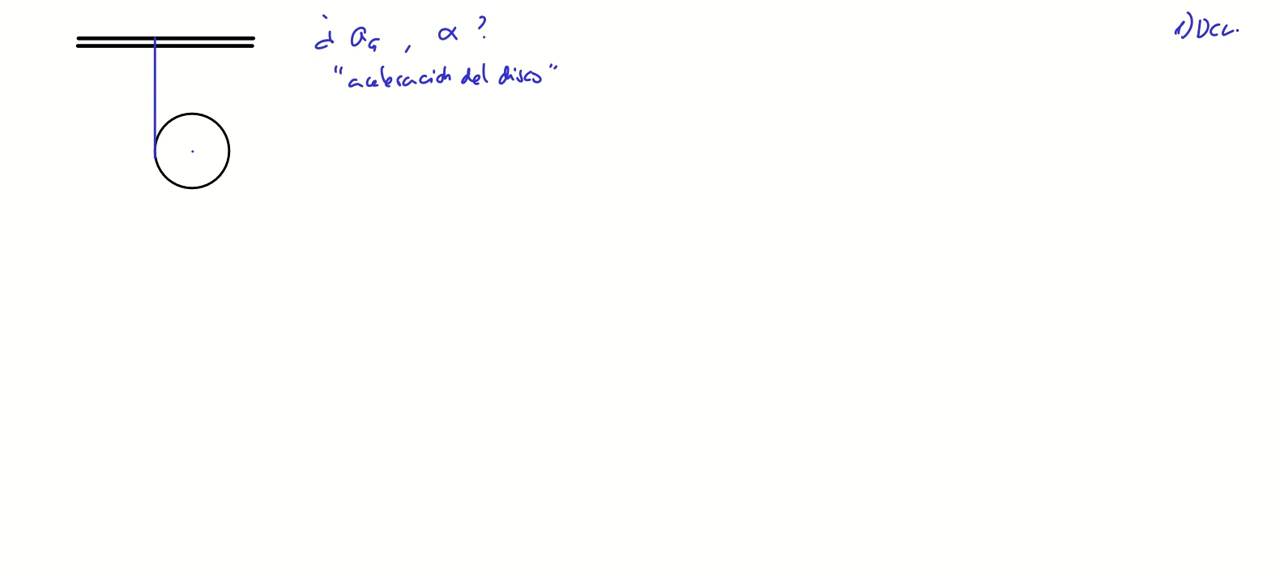 ¿ a_G , α ?
"aceleración del disco"
1) DCL.